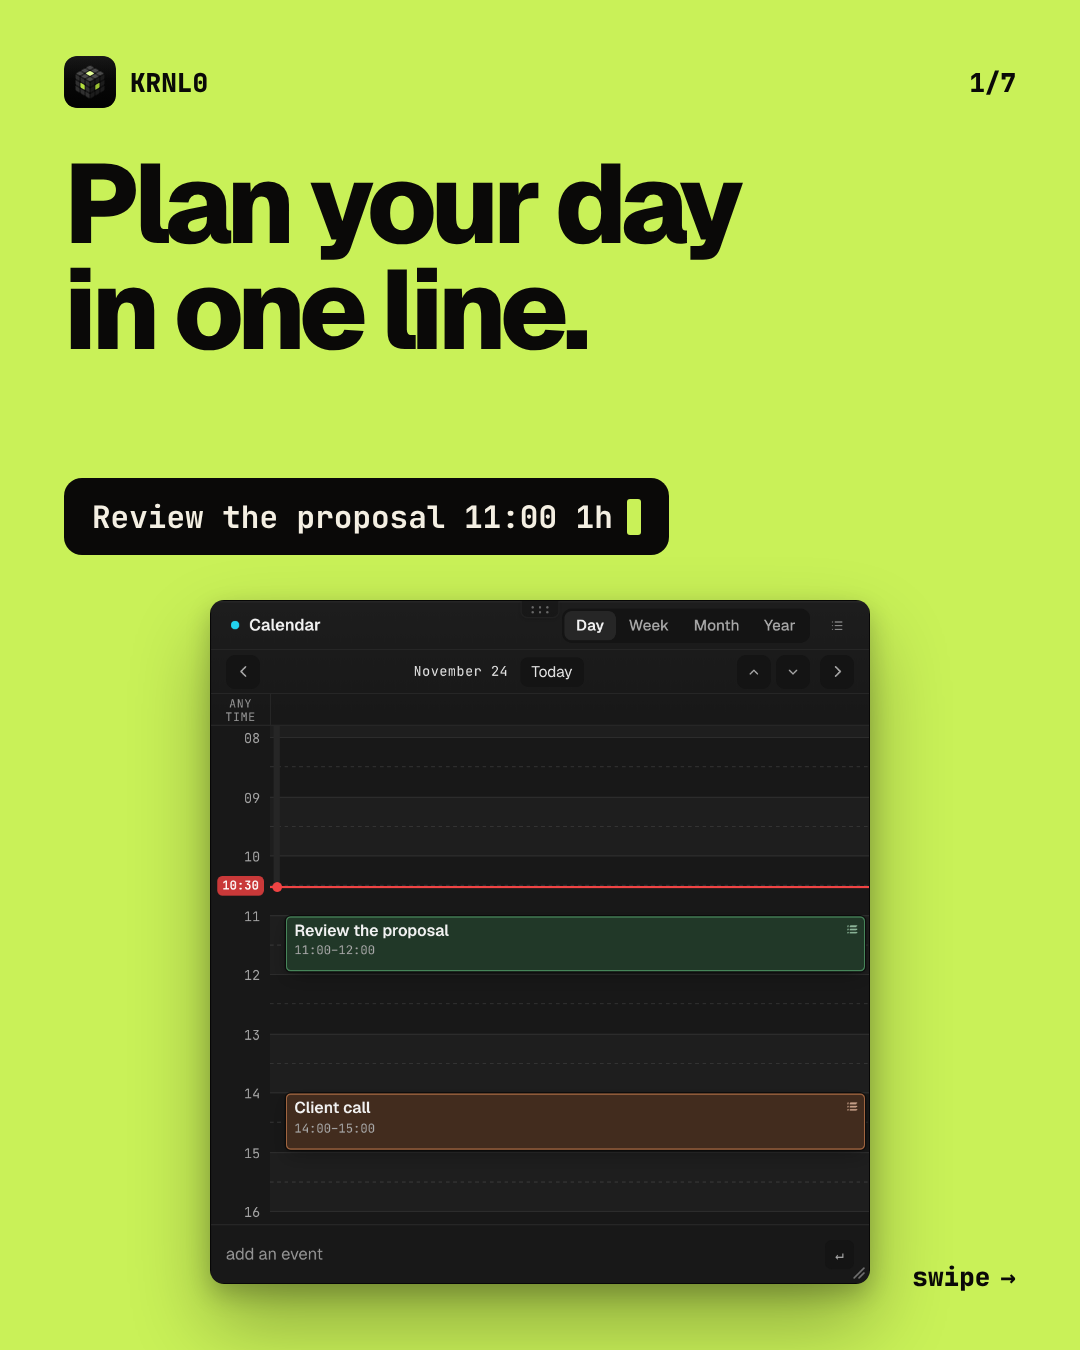 KRNL0
1/7
Plan your day
in one line.
Review the proposal 11:00 1h
Calendar
Day Week Month Year
November 24 Today
ANY
TIME
08
09
10
10:30
11
Review the proposal
11:00–12:00
12
13
14
Client call
14:00–15:00
15
16
add an event
swipe →